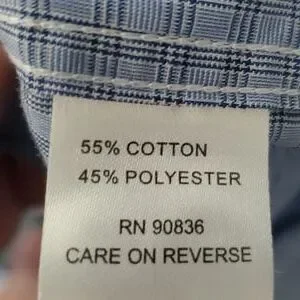 55% COTTON
45% POLYESTER
RN 90836
CARE ON REVERSE